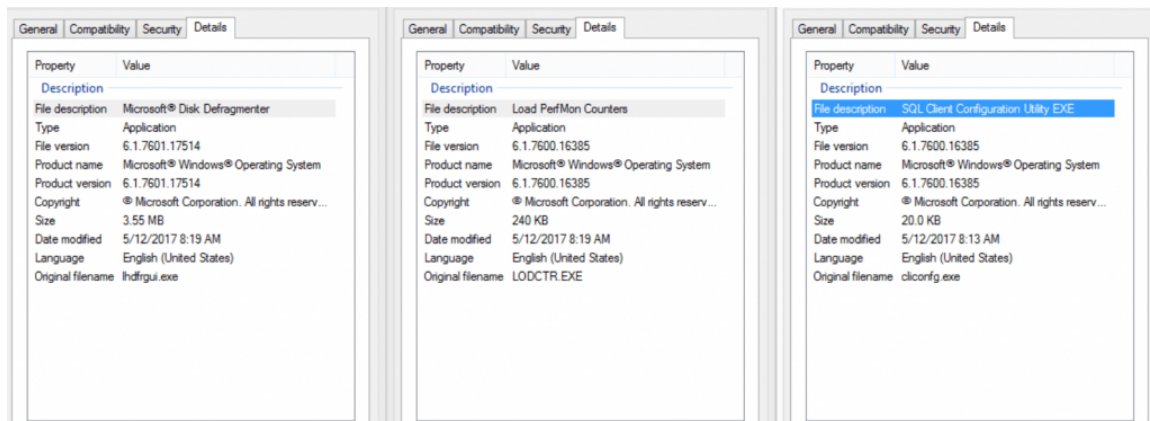 General Compatibility Security Details
Property Value
Description
File description Microsoft® Disk Defragmenter
Type Application
File version 6.1.7601.17514
Product name Microsoft® Windows® Operating System
Product version 6.1.7601.17514
Copyright © Microsoft Corporation. All rights reserv...
Size 3.55 MB
Date modified 5/12/2017 8:19 AM
Language English (United States)
Original filename lhdfrgui.exe
General Compatibility Security Details
Property Value
Description
File description Load PerfMon Counters
Type Application
File version 6.1.7600.16385
Product name Microsoft® Windows® Operating System
Product version 6.1.7600.16385
Copyright © Microsoft Corporation. All rights reserv...
Size 240 KB
Date modified 5/12/2017 8:19 AM
Language English (United States)
Original filename LODCTR.EXE
General Compatibility Security Details
Property Value
Description
File description SQL Client Configuration Utility EXE
Type Application
File version 6.1.7600.16385
Product name Microsoft® Windows® Operating System
Product version 6.1.7600.16385
Copyright © Microsoft Corporation. All rights reserv...
Size 20.0 KB
Date modified 5/12/2017 8:13 AM
Language English (United States)
Original filename cliconfg.exe